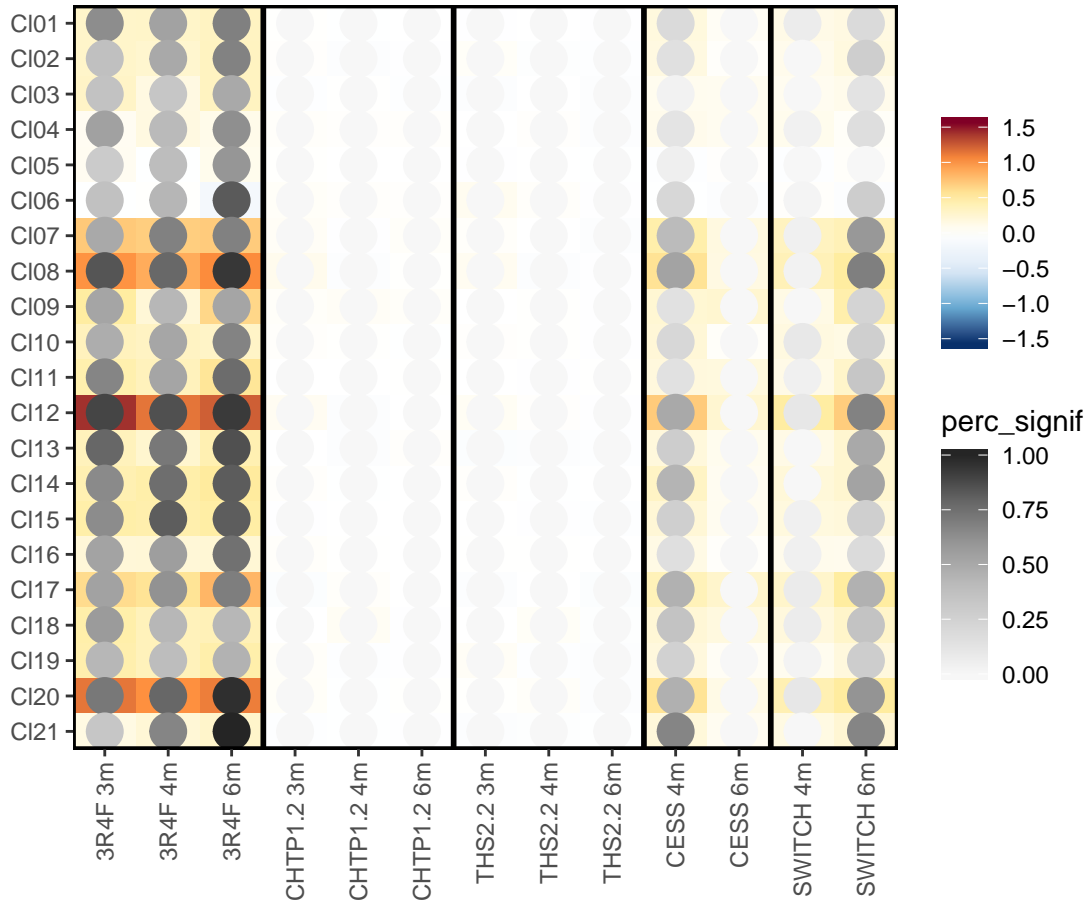 Cl01
Cl02
Cl03
Cl04
Cl05
Cl06
Cl07
Cl08
Cl09
Cl10
Cl11
Cl12
Cl13
Cl14
Cl15
Cl16
Cl17
Cl18
Cl19
Cl20
Cl21
3R4F 3m
3R4F 4m
3R4F 6m
CHTP1.2 3m
CHTP1.2 4m
CHTP1.2 6m
THS2.2 3m
THS2.2 4m
THS2.2 6m
CESS 4m
CESS 6m
SWITCH 4m
SWITCH 6m
1.5
1.0
0.5
0.0
−0.5
−1.0
−1.5
perc_signif
1.00
0.75
0.50
0.25
0.00